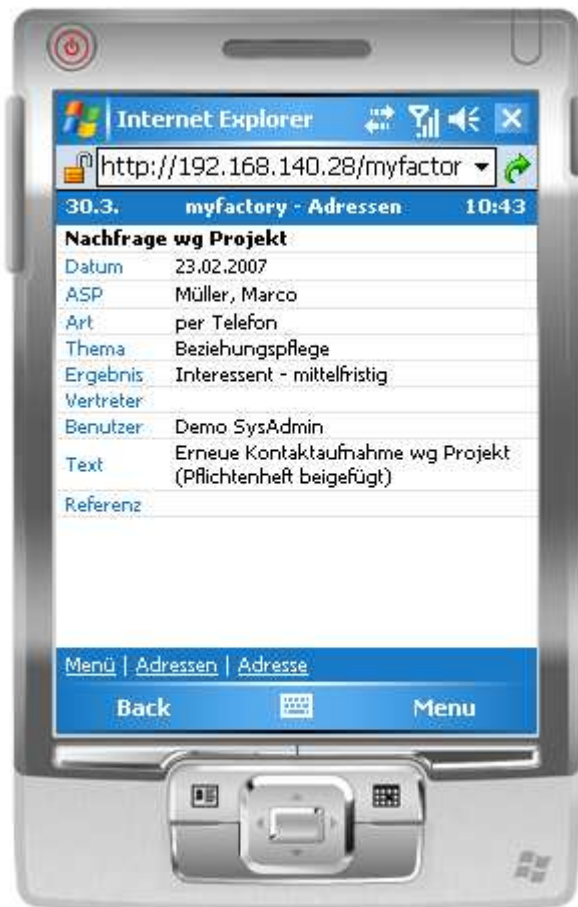 Internet Explorer
http://192.168.140.28/myfactor
30.3. myfactory - Adressen 10:43
Nachfrage wg Projekt
Datum 23.02.2007
ASP Müller, Marco
Art per Telefon
Thema Beziehungspflege
Ergebnis Interessent - mittelfristig
Vertreter
Benutzer Demo SysAdmin
Text Erneue Kontaktaufnahme wg Projekt
(Pflichtenheft beigefügt)
Referenz
Menü | Adressen | Adresse
Back Menu